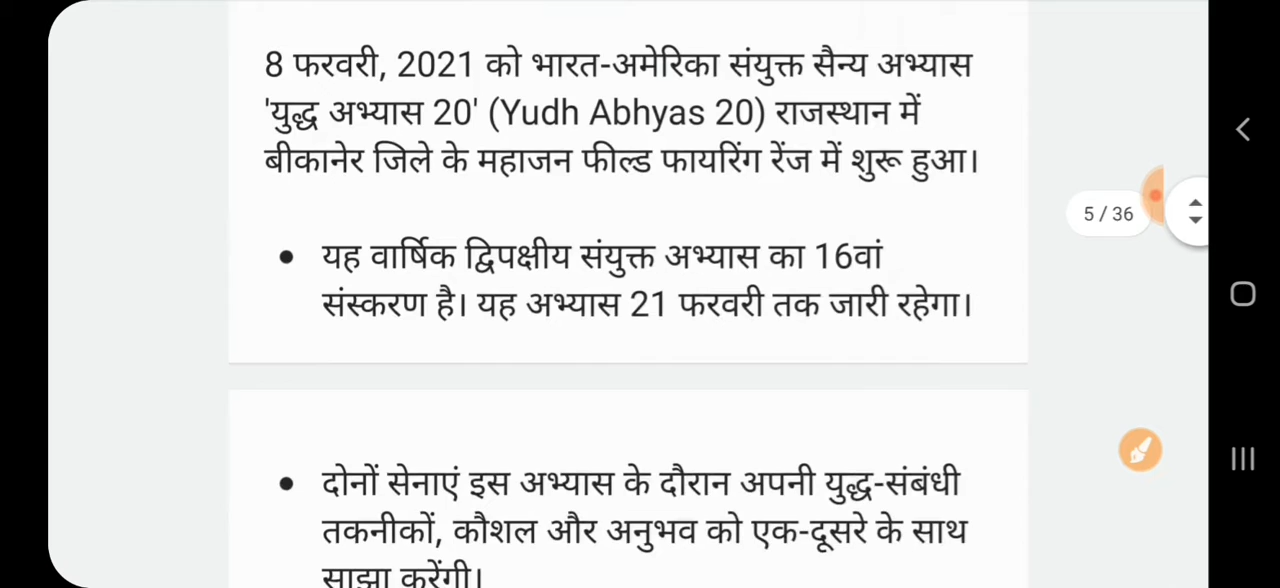 8 फरवरी, 2021 को भारत-अमेरिका संयुक्त सैन्य अभ्यास
'युद्ध अभ्यास 20' (Yudh Abhyas 20) राजस्थान में
बीकानेर जिले के महाजन फील्ड फायरिंग रेंज में शुरू हुआ।
5 / 36
• यह वार्षिक द्विपक्षीय संयुक्त अभ्यास का 16वां
संस्करण है। यह अभ्यास 21 फरवरी तक जारी रहेगा।
• दोनों सेनाएं इस अभ्यास के दौरान अपनी युद्ध-संबंधी
तकनीकों, कौशल और अनुभव को एक-दूसरे के साथ
साझा करेंगी।